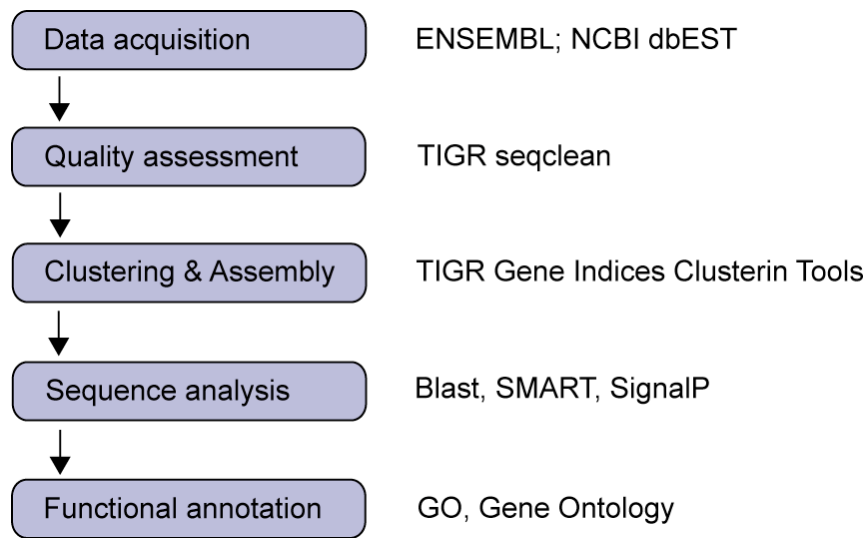 Data acquisition ENSEMBL; NCBI dbEST
Quality assessment TIGR seqclean
Clustering & Assembly TIGR Gene Indices Clusterin Tools
Sequence analysis Blast, SMART, SignalP
Functional annotation GO, Gene Ontology